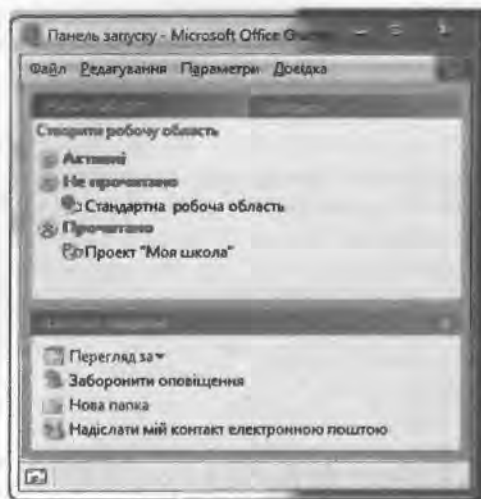 Панель запуску - Microsoft Office
Файл Редагування Параметри Довідка
Створити робочу область
Активні
Не прочитано
Стандартна робоча область
Прочитано
Проект "Моя школа"
Перегляд за
Заборонити оповіщення
Нова папка
Надіслати мій контакт електронною поштою